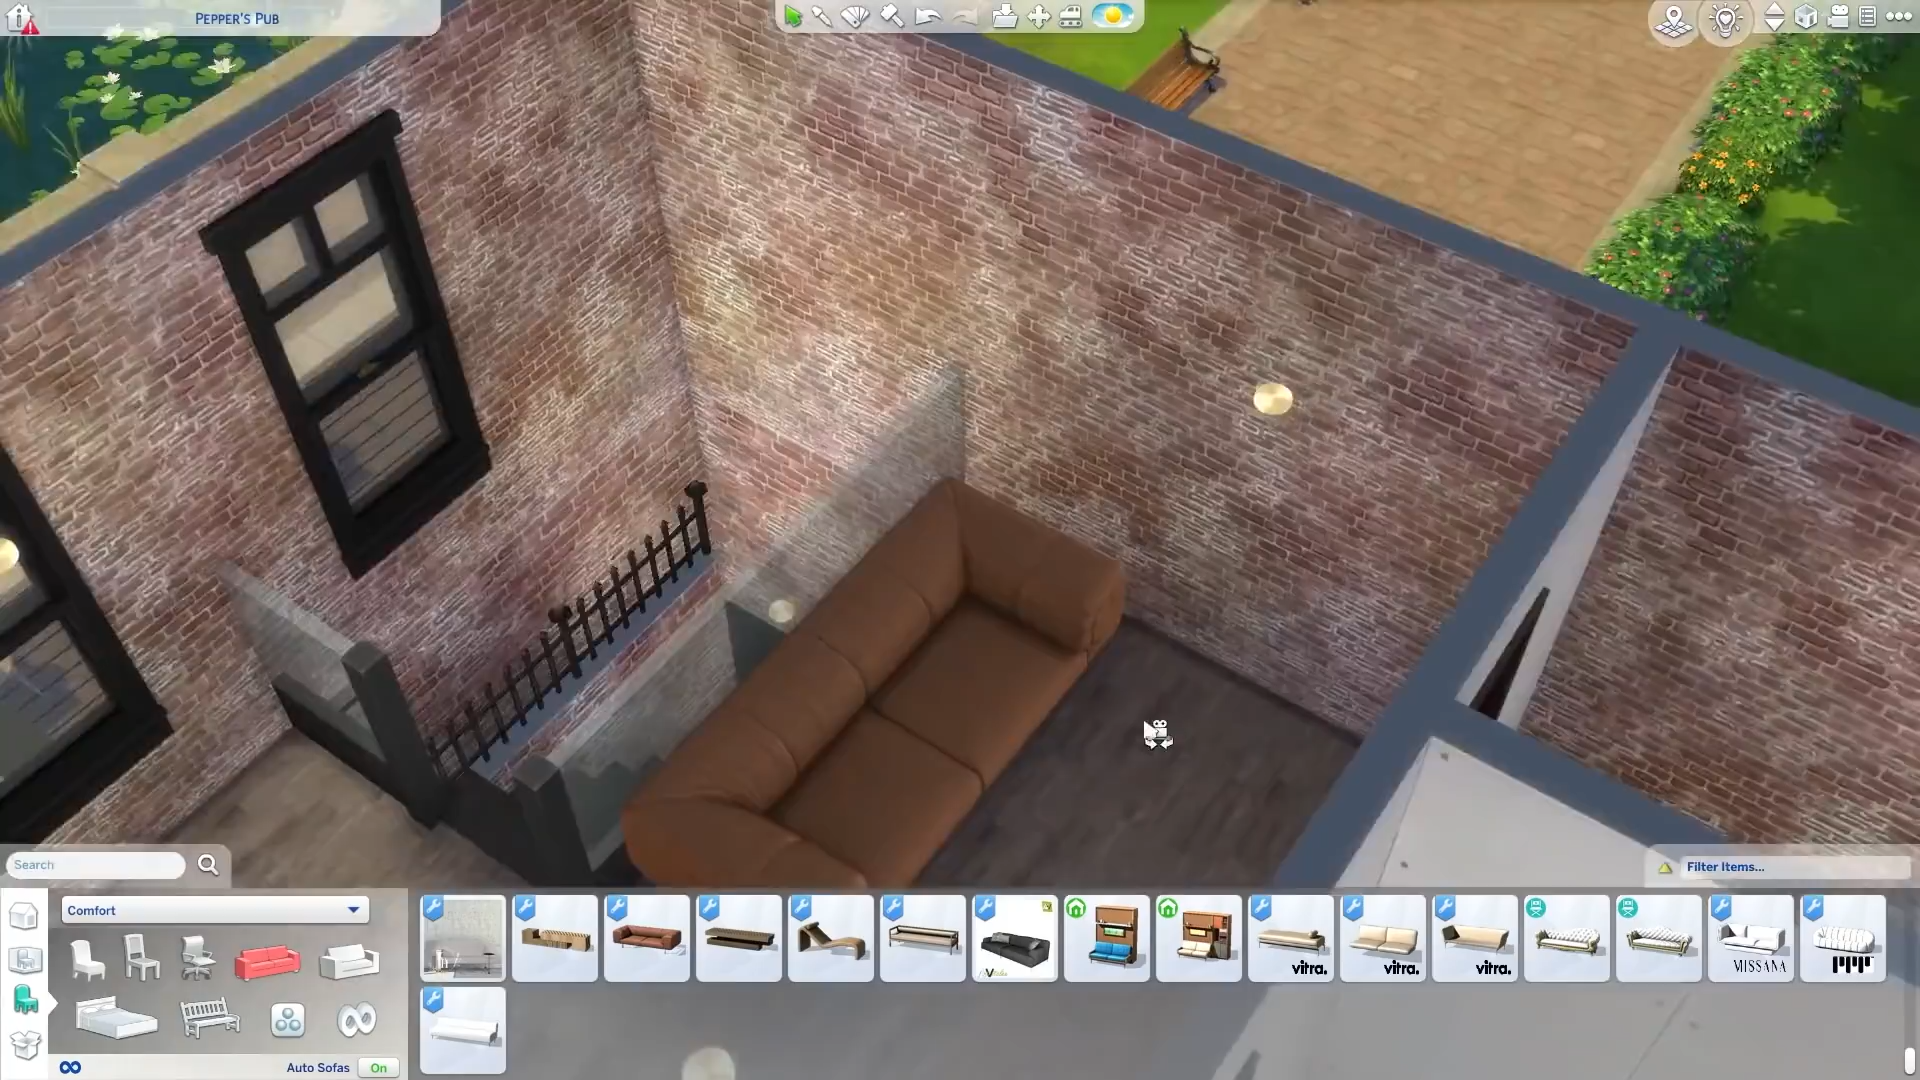 PEPPER'S PUB
Search
Filter Items...
Comfort
vitra.
vitra.
vitra.
MISSANA
Auto Sofas
On